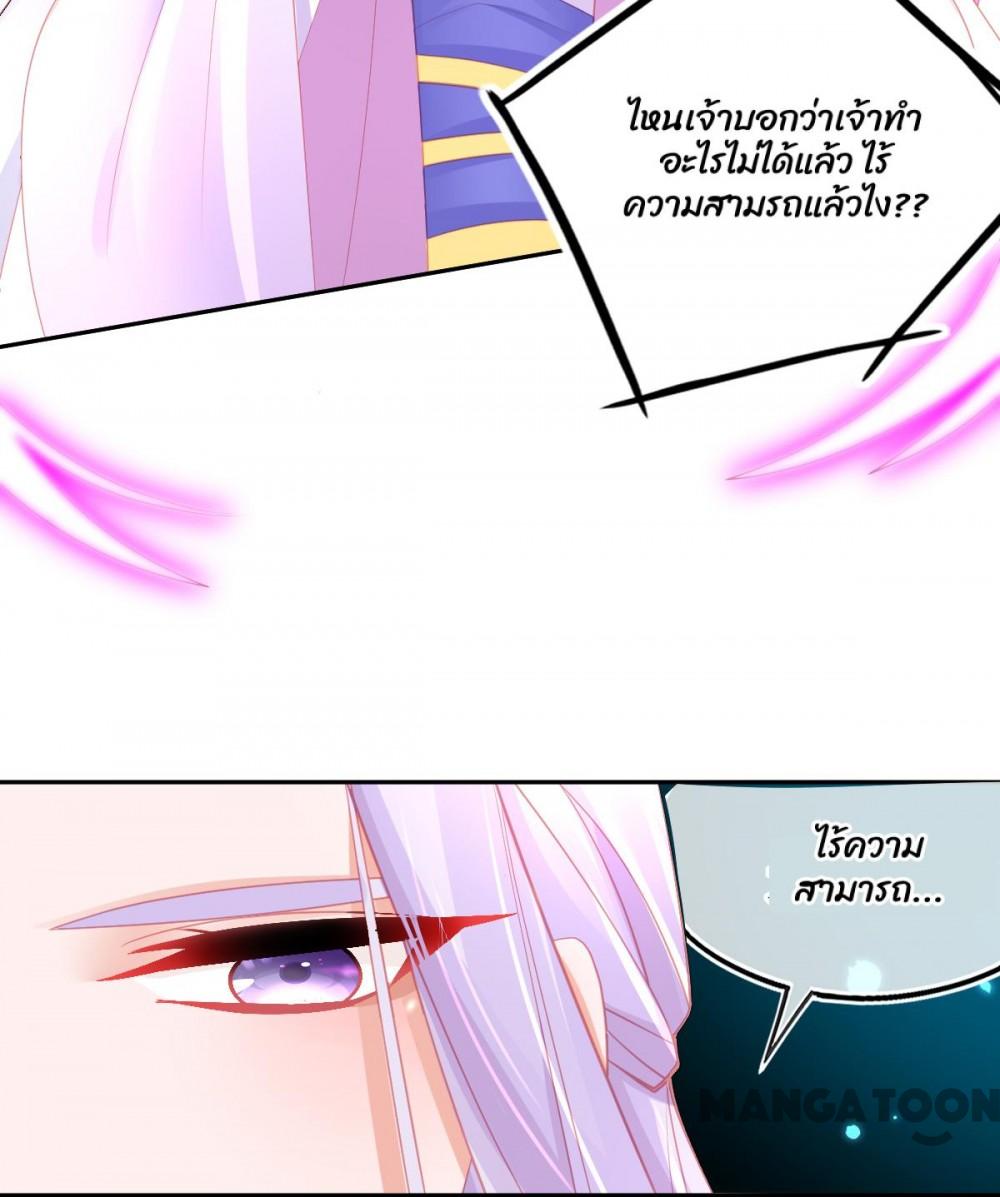 ไหนเจ้าบอกว่าเจ้าทำ
อะไรไม่ได้แล้ว ไร้
ความสามรถแล้วไง??
ไร้ความ
สามารถ...
MANGATOON